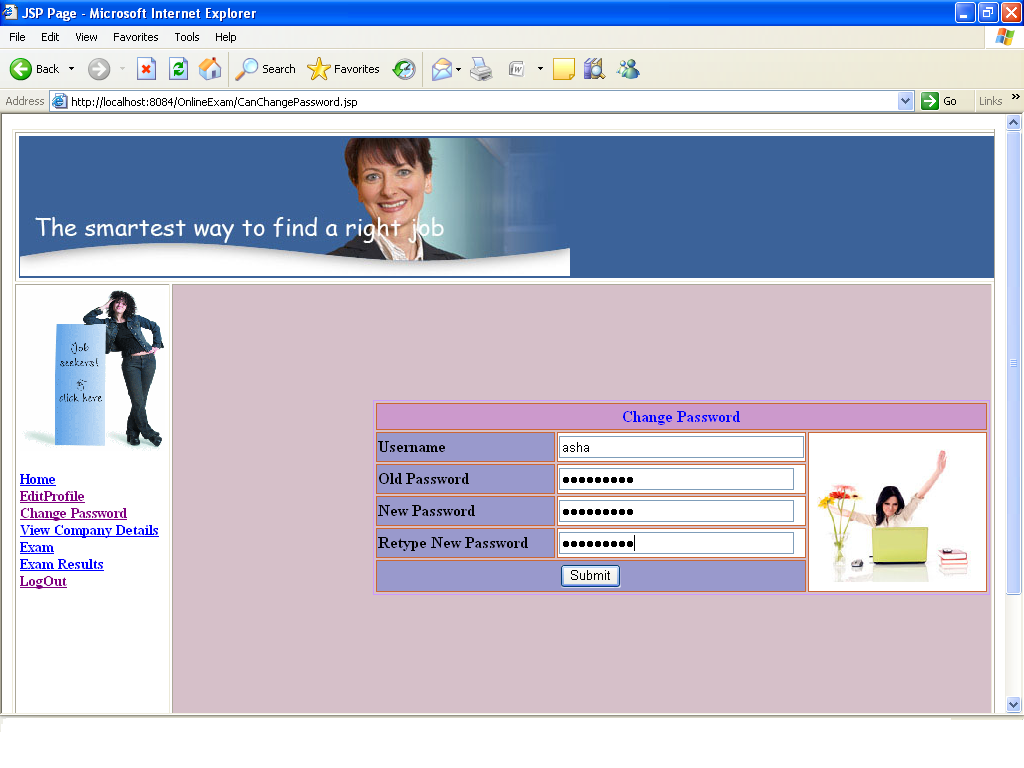 JSP Page - Microsoft Internet Explorer
File Edit View Favorites Tools Help
Back Search Favorites
Address http://localhost:8084/OnlineExam/CanChangePassword.jsp Go Links »
The smartest way to find a right job
Job
seekers!
click here
Home
EditProfile
Change Password
View Company Details
Exam
Exam Results
LogOut
Change Password
Username asha
Old Password ●●●●●●●●●
New Password ●●●●●●●●●
Retype New Password ●●●●●●●●●
Submit